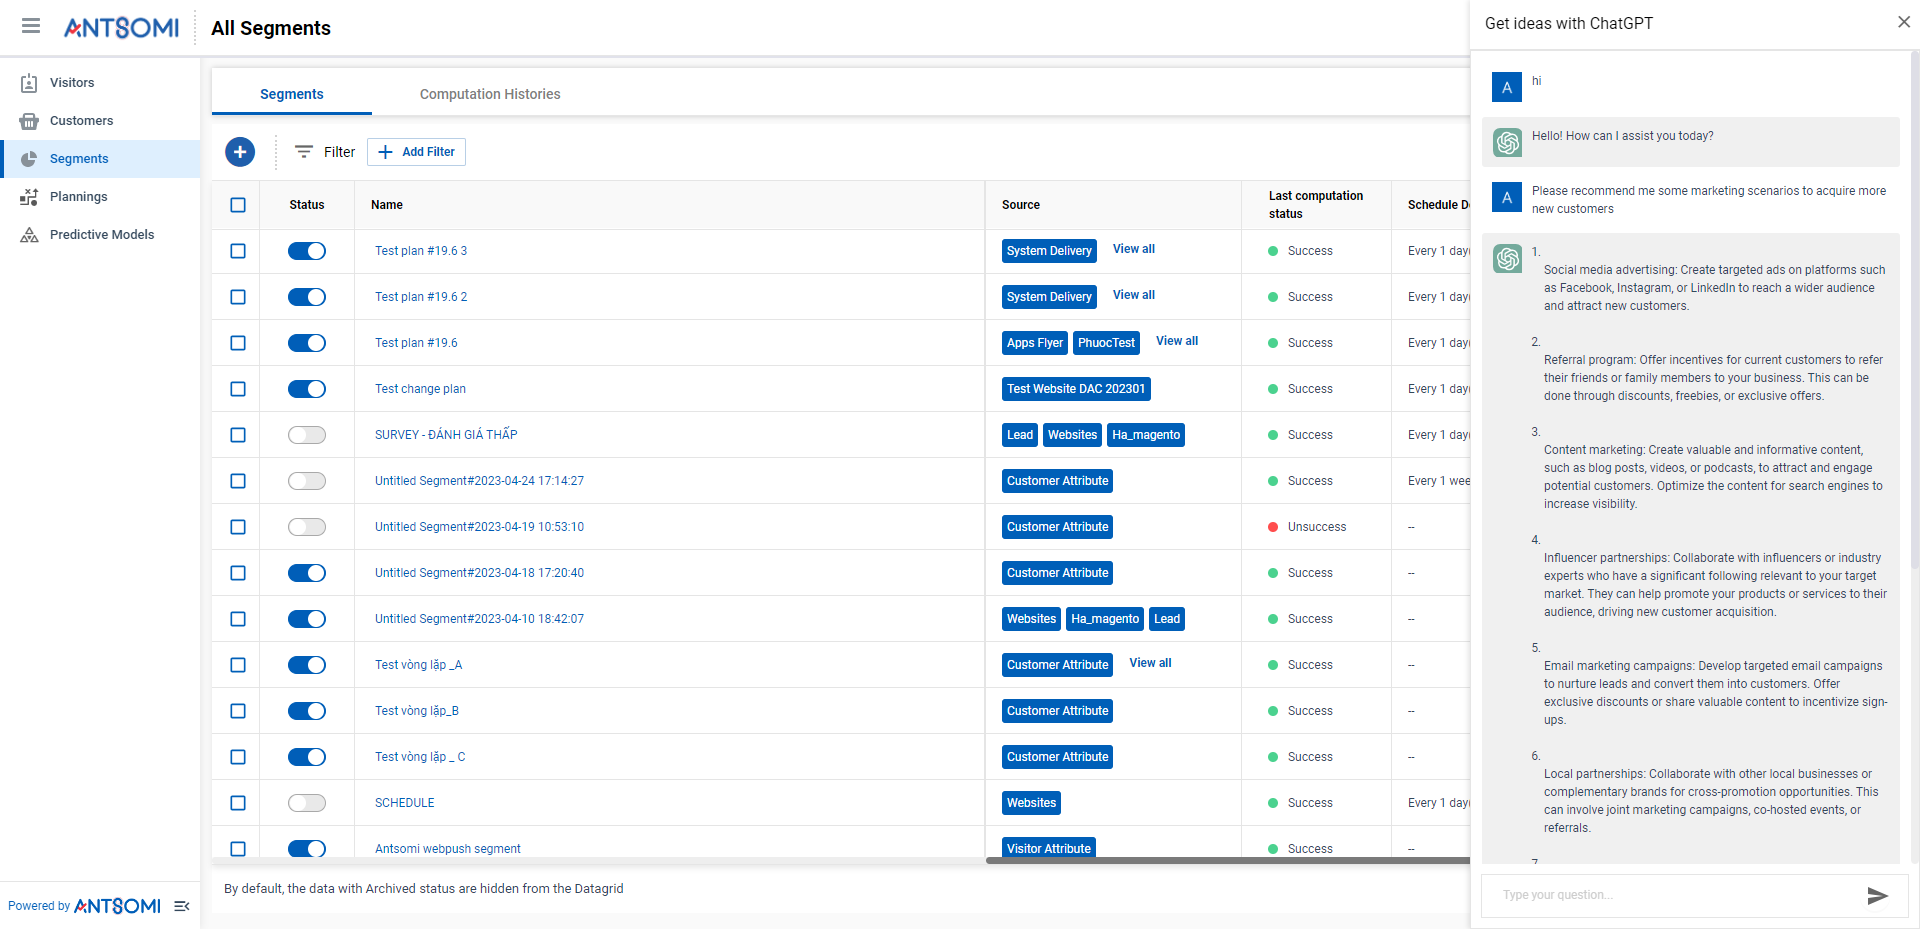 ANTSOMI
All Segments
Get ideas with ChatGPT
Visitors
Customers
Segments
Plannings
Predictive Models
Segments
Computation Histories
Filter
Add Filter
Status
Name
Source
Last computation
status
Schedule D
Test plan #19.6 3
System Delivery
View all
Success
Every 1 day
Test plan #19.6 2
System Delivery
View all
Success
Every 1 day
Test plan #19.6
Apps Flyer
PhuocTest
View all
Success
Every 1 day
Test change plan
Test Website DAC 202301
Success
Every 1 day
SURVEY - ĐÁNH GIÁ THẤP
Lead
Websites
Ha_magento
Success
Every 1 day
Untitled Segment#2023-04-24 17:14:27
Customer Attribute
Success
Every 1 wee
Untitled Segment#2023-04-19 10:53:10
Customer Attribute
Unsuccess
--
Untitled Segment#2023-04-18 17:20:40
Customer Attribute
Success
--
Untitled Segment#2023-04-10 18:42:07
Websites
Ha_magento
Lead
Success
--
Test vòng lặp _A
Customer Attribute
View all
Success
--
Test vòng lặp_B
Customer Attribute
Success
--
Test vòng lặp _ C
Customer Attribute
Success
--
SCHEDULE
Websites
Success
Every 1 day
Antsomi webpush segment
Visitor Attribute
Success
--
By default, the data with Archived status are hidden from the Datagrid
Powered by ANTSOMI
A
hi
Hello! How can I assist you today?
A
Please recommend me some marketing scenarios to acquire more
new customers
1.
Social media advertising: Create targeted ads on platforms such
as Facebook, Instagram, or LinkedIn to reach a wider audience
and attract new customers.
2.
Referral program: Offer incentives for current customers to refer
their friends or family members to your business. This can be
done through discounts, freebies, or exclusive offers.
3.
Content marketing: Create valuable and informative content,
such as blog posts, videos, or podcasts, to attract and engage
potential customers. Optimize the content for search engines to
increase visibility.
4.
Influencer partnerships: Collaborate with influencers or industry
experts who have a significant following relevant to your target
market. They can help promote your products or services to their
audience, driving new customer acquisition.
5.
Email marketing campaigns: Develop targeted email campaigns
to nurture leads and convert them into customers. Offer
exclusive discounts or share valuable content to incentivize sign-
ups.
6.
Local partnerships: Collaborate with other local businesses or
complementary brands for cross-promotion opportunities. This
can involve joint marketing campaigns, co-hosted events, or
referrals.
7
Type your question...